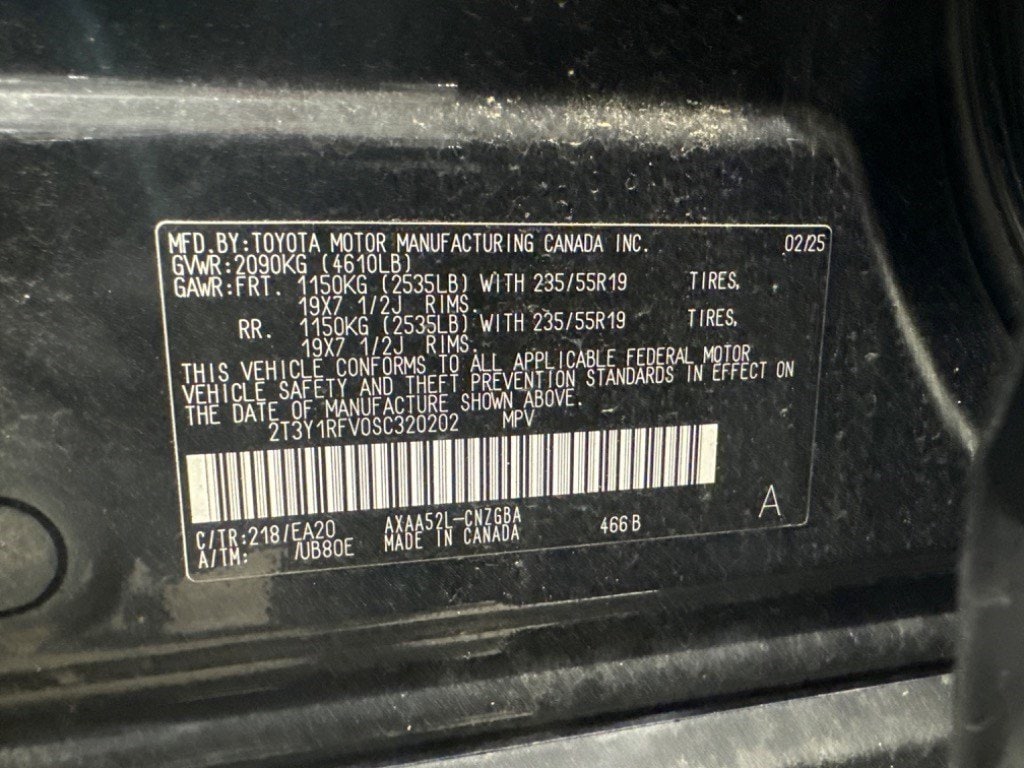 MFD.BY:TOYOTA MOTOR MANUFACTURING CANADA INC. 02/25
GVWR:2090KG (4610LB)
GAWR:FRT. 1150KG (2535LB) WITH 235/55R19 TIRES,
19X7 1/2J RIMS.
RR. 1150KG (2535LB) WITH 235/55R19 TIRES,
19X7 1/2J RIMS.
THIS VEHICLE CONFORMS TO ALL APPLICABLE FEDERAL MOTOR
VEHICLE SAFETY AND THEFT PREVENTION STANDARDS IN EFFECT ON
THE DATE OF MANUFACTURE SHOWN ABOVE.
2T3Y1RFV0SC320202 MPV
A
C/TR:218/EA20 AXAA52L-CNZGBA 466B
A/TM: /UB80E MADE IN CANADA